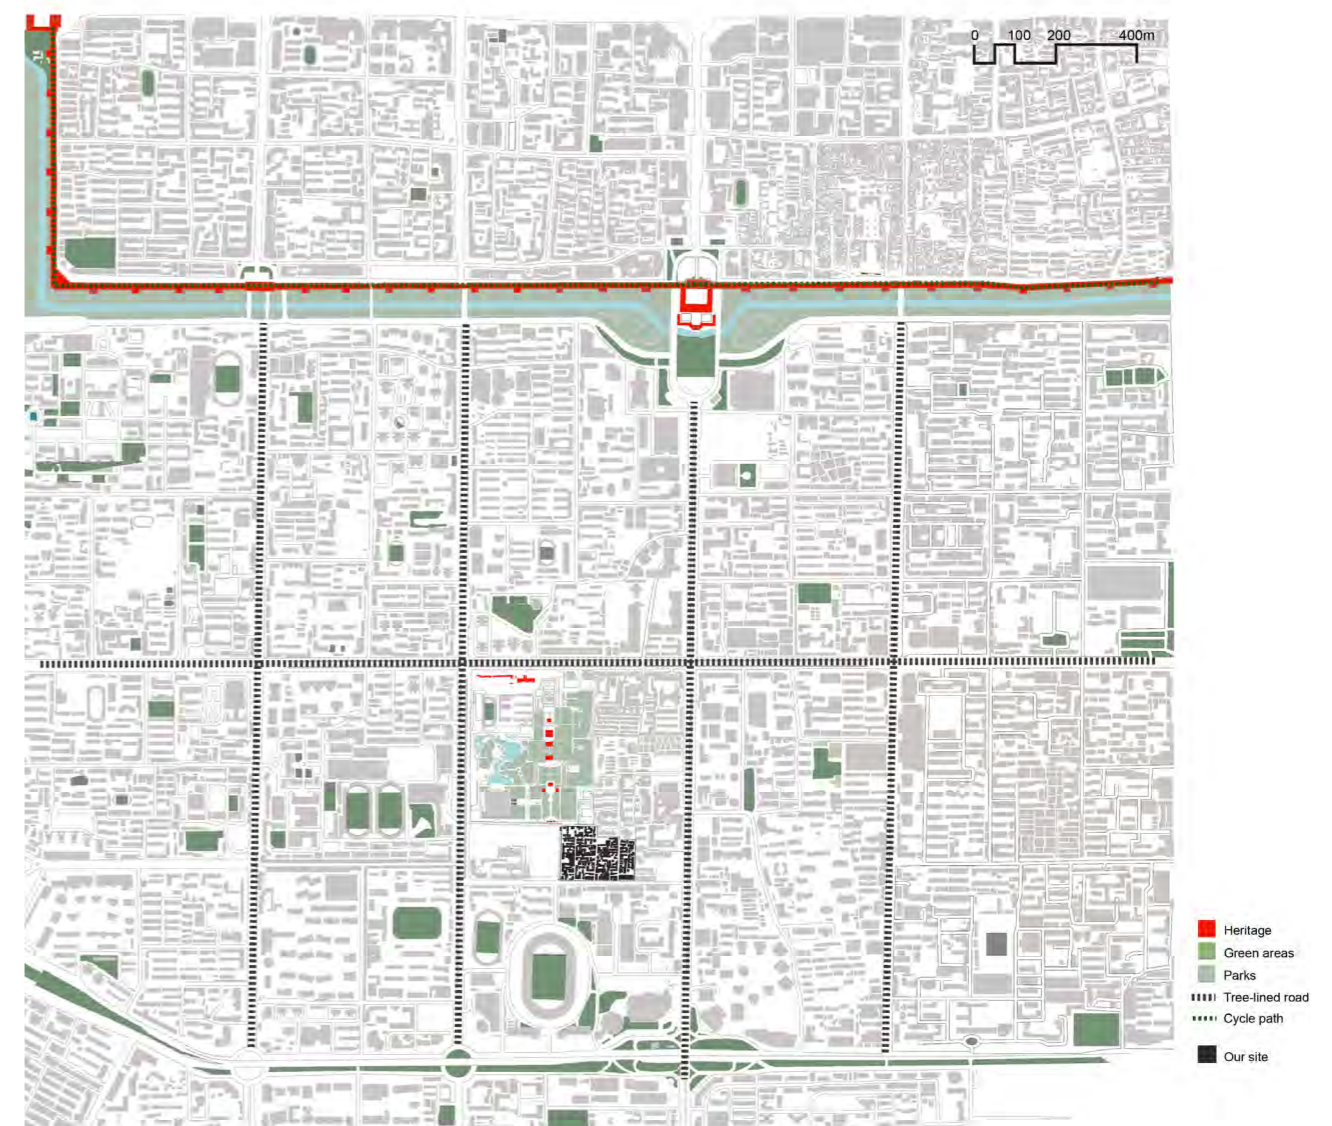 0 100 200 400m
Heritage
Green areas
Parks
Tree-lined road
Cycle path
Our site